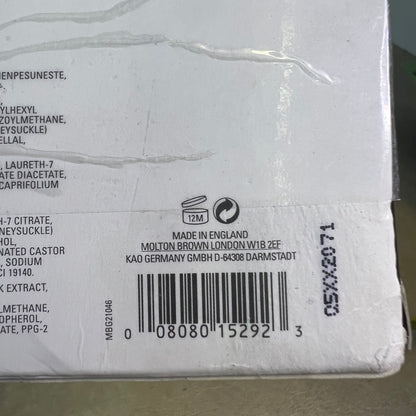 ENPESUNESTE,
YLHEXYL
ZOYLMETHANE,
EYSUCKLE)
ELLAL,
, LAURETH-7
ATE DIACETATE,
CAPRIFOLIUM
H-7 CITRATE,
NEYSUCKLE)
HOL,
NATED CASTOR
, SODIUM
CI 19140.
K EXTRACT,
LMETHANE,
OPHEROL,
ATE, PPG-2
12M
MADE IN ENGLAND
MOLTON BROWN LONDON W1B 2EF
KAO GERMANY GMBH D-64308 DARMSTADT
MBG21046
0 08080 15292 3
05XX2071